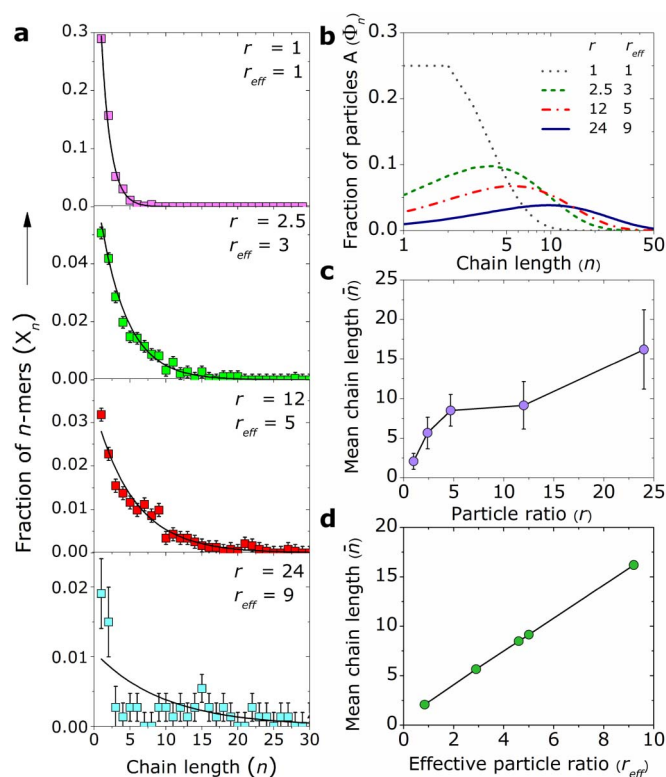 a
r = 1
r_eff = 1
0.3
0.2
0.1
0.0
r = 2.5
r_eff = 3
0.04
0.02
0.00
r = 12
r_eff = 5
0.03
0.02
0.01
0.00
r = 24
r_eff = 9
0.02
0.01
0.00
0 5 10 15 20 25 30
Chain length (n)
Fraction of n-mers (X_n)
b
r r_eff
1 1
2.5 3
12 5
24 9
0.3
0.2
0.1
0.0
1 5 10 50
Chain length (n)
Fraction of particles A (Φ_n)
c
25
20
15
10
5
0
0 5 10 15 20 25
Particle ratio (r)
Mean chain length (n̄)
d
20
15
10
5
0
0 2 4 6 8 10
Effective particle ratio (r_eff)
Mean chain length (n̄)